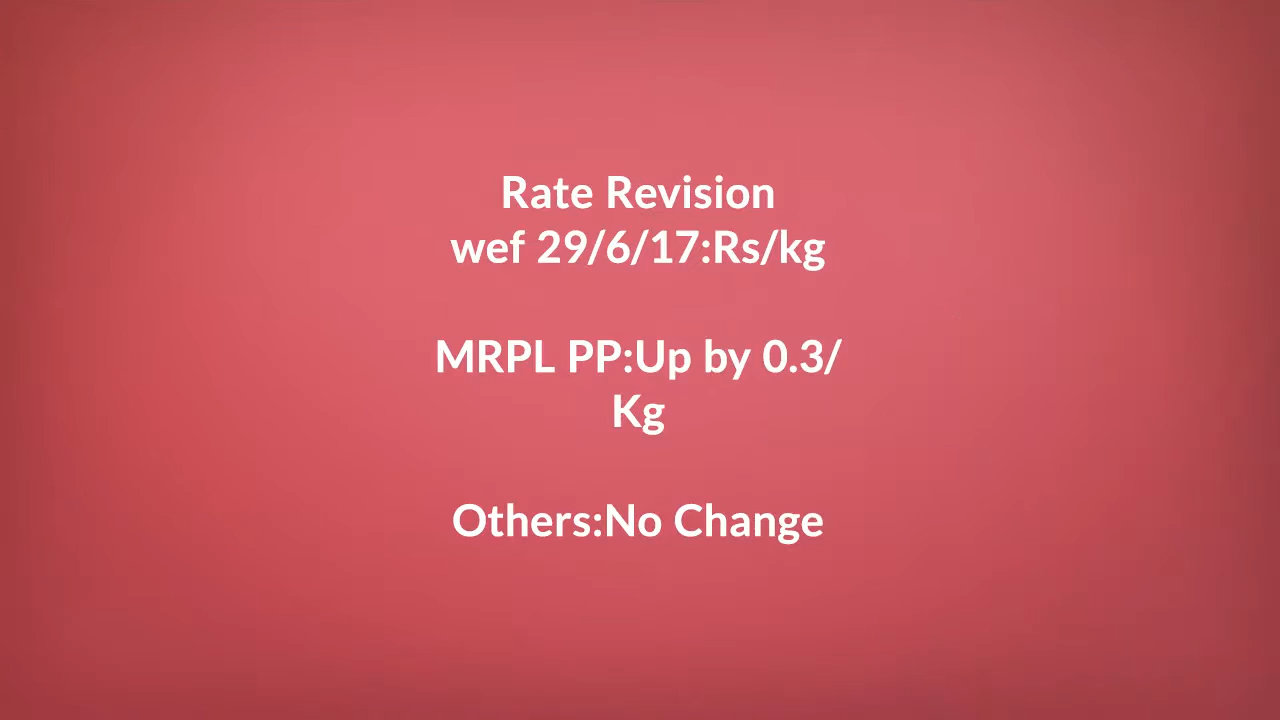 Rate Revision
wef 29/6/17:Rs/kg
MRPL PP:Up by 0.3/
Kg
Others:No Change